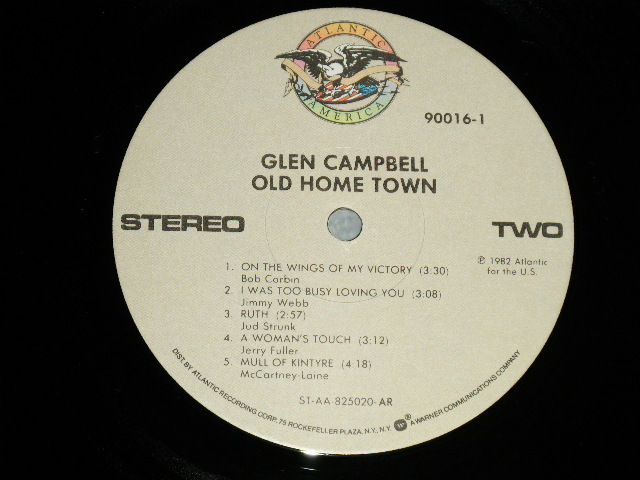 ATLANTIC
AMERICA
90016-1
GLEN CAMPBELL
OLD HOME TOWN
STEREO
TWO
℗ 1982 Atlantic
for the U.S.
1. ON THE WINGS OF MY VICTORY (3:30)
Bob Corbin
2. I WAS TOO BUSY LOVING YOU (3:08)
Jimmy Webb
3. RUTH (2:57)
Jud Strunk
4. A WOMAN'S TOUCH (3:12)
Jerry Fuller
5. MULL OF KINTYRE (4:18)
McCartney-Laine
ST-AA-825020-AR
DIST. BY ATLANTIC RECORDING CORP. 75 ROCKEFELLER PLAZA, N.Y., N.Y. ® A WARNER COMMUNICATIONS COMPANY